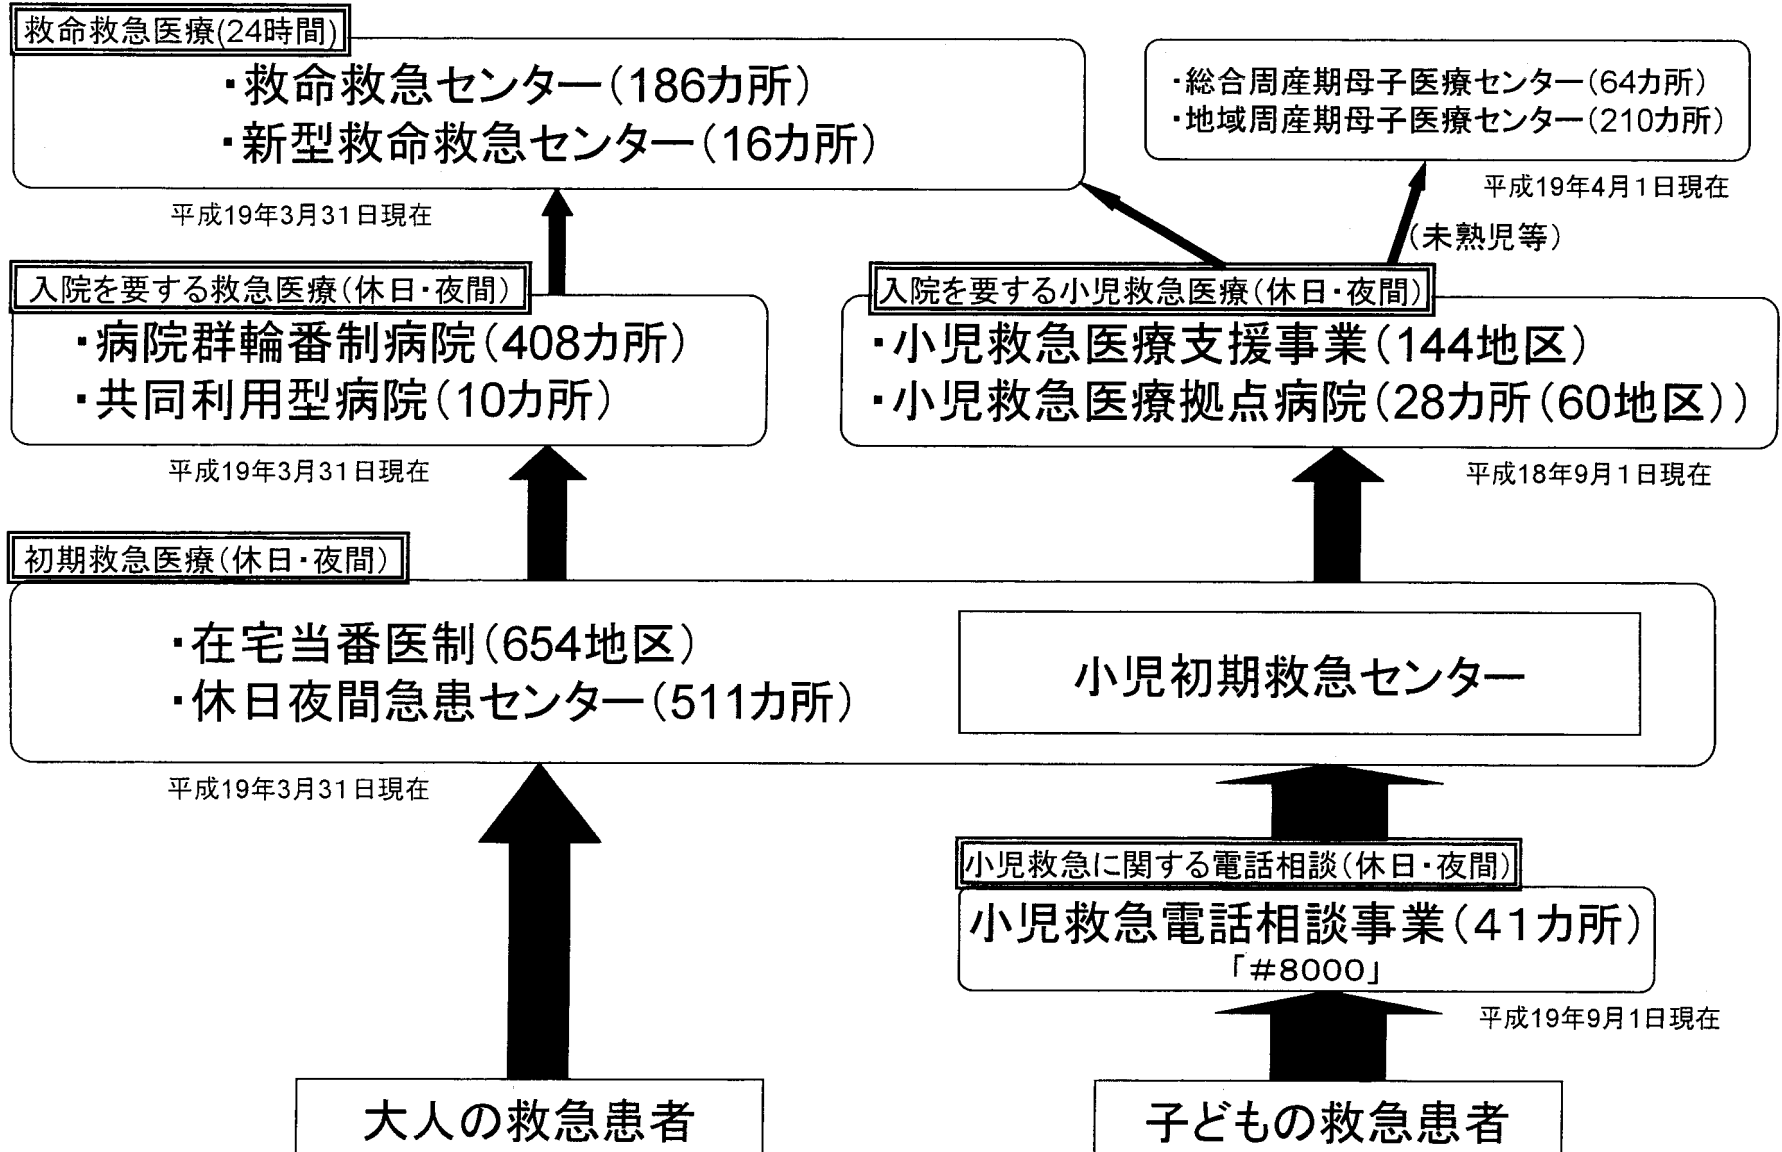 救命救急医療(24時間)
・救命救急センター(186カ所)
・新型救命救急センター(16カ所)
平成19年3月31日現在
・総合周産期母子医療センター(64カ所)
・地域周産期母子医療センター(210カ所)
平成19年4月1日現在
(未熟児等)
入院を要する救急医療(休日・夜間)
・病院群輪番制病院(408カ所)
・共同利用型病院(10カ所)
平成19年3月31日現在
入院を要する小児救急医療(休日・夜間)
・小児救急医療支援事業(144地区)
・小児救急医療拠点病院(28カ所(60地区))
平成18年9月1日現在
初期救急医療(休日・夜間)
・在宅当番医制(654地区)
・休日夜間急患センター(511カ所)
小児初期救急センター
平成19年3月31日現在
小児救急に関する電話相談(休日・夜間)
小児救急電話相談事業(41カ所)
「#8000」
平成19年9月1日現在
大人の救急患者
子どもの救急患者